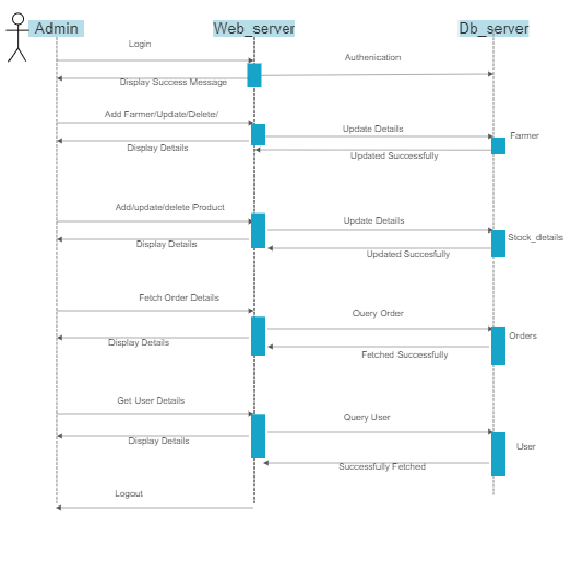 Admin
Web_server
Db_server
Login
Authenication
Display Success Message
Add Farmer/Update/Delete/
Update Details
Farmer
Display Details
Updated Successfully
Add/update/delete Product
Update Details
Stock_details
Display Details
Updated Succesfully
Fetch Order Details
Query Order
Orders
Display Details
Fetched Successfully
Get User Details
Query User
User
Display Details
Successfully Fetched
Logout